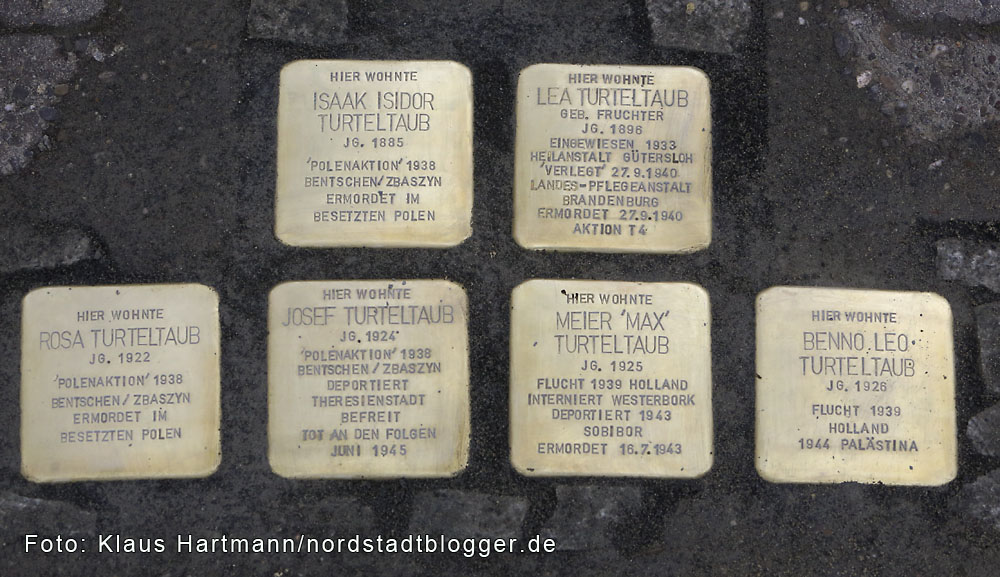 HIER WOHNTE
ISAAK ISIDOR
TURTELTAUB
JG. 1885
'POLENAKTION' 1938
BENTSCHEN/ZBASZYN
ERMORDET IM
BESETZTEN POLEN
HIER WOHNTE
LEA TURTELTAUB
GEB. FRUCHTER
JG. 1896
EINGEWIESEN 1933
HEILANSTALT GÜTERSLOH
'VERLEGT' 27.9.1940
LANDES-PFLEGEANSTALT
BRANDENBURG
ERMORDET 27.9.1940
AKTION T4
HIER WOHNTE
ROSA TURTELTAUB
JG. 1922
'POLENAKTION' 1938
BENTSCHEN/ZBASZYN
ERMORDET IM
BESETZTEN POLEN
HIER WOHNTE
JOSEF TURTELTAUB
JG. 1924
'POLENAKTION' 1938
BENTSCHEN/ZBASZYN
DEPORTIERT
THERESIENSTADT
BEFREIT
TOT AN DEN FOLGEN
JUNI 1945
HIER WOHNTE
MEIER 'MAX'
TURTELTAUB
JG. 1925
FLUCHT 1939 HOLLAND
INTERNIERT WESTERBORK
DEPORTIERT 1943
SOBIBOR
ERMORDET 16.7.1943
HIER WOHNTE
BENNO LEO
TURTELTAUB
JG. 1926
FLUCHT 1939
HOLLAND
1944 PALÄSTINA
Foto: Klaus Hartmann/nordstadtblogger.de